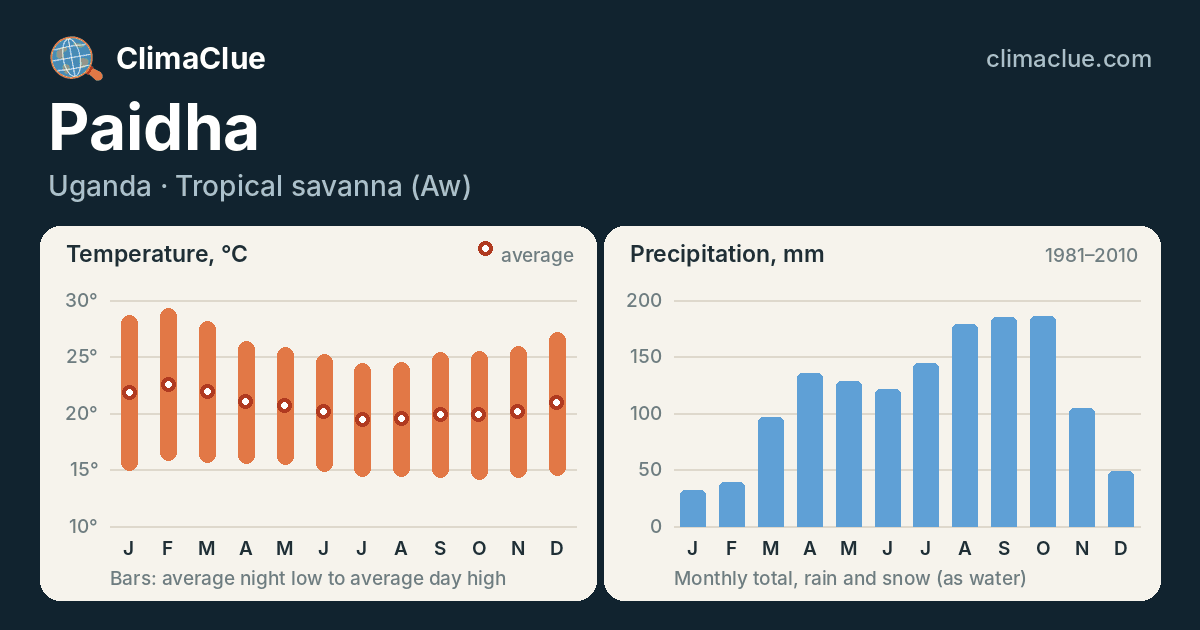 ClimaClue
climaclue.com
Paidha
Uganda · Tropical savanna (Aw)
Temperature, °C
average
30°
25°
20°
15°
10°
J F M A M J J A S O N D
Bars: average night low to average day high
Precipitation, mm
1981–2010
200
150
100
50
0
J F M A M J J A S O N D
Monthly total, rain and snow (as water)